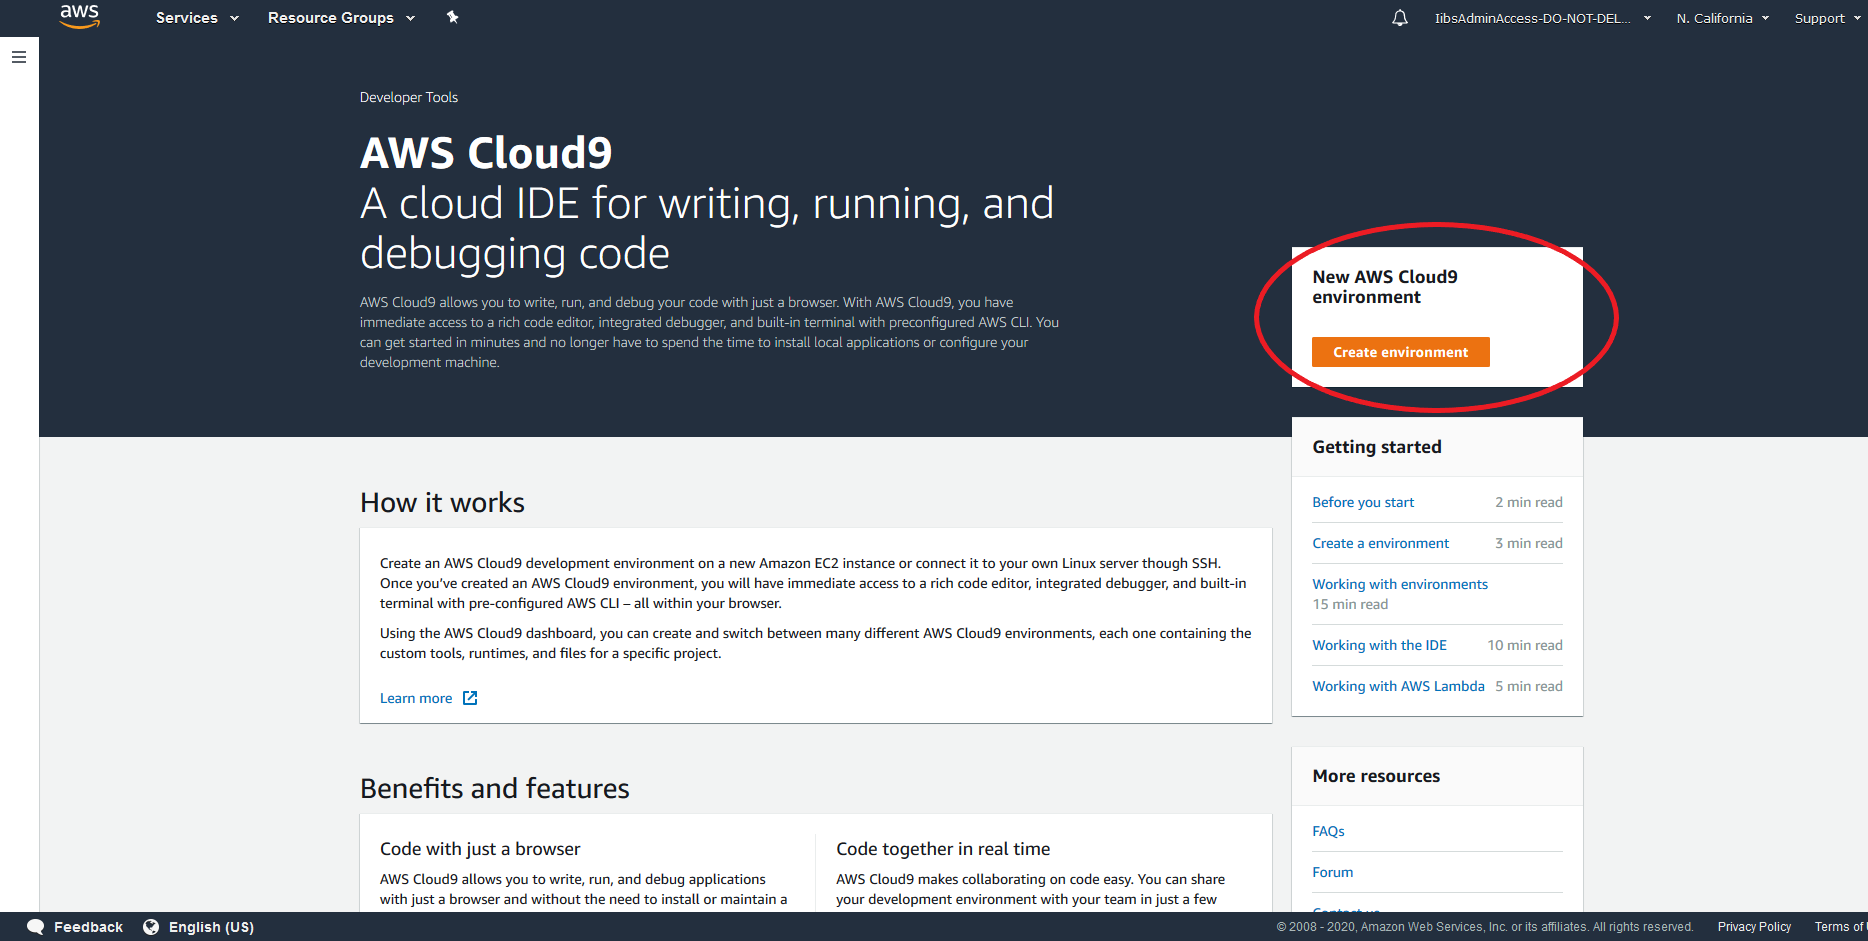 aws
Services
Resource Groups
IibsAdminAccess-DO-NOT-DEL...
N. California
Support
Developer Tools
AWS Cloud9
A cloud IDE for writing, running, and
debugging code
AWS Cloud9 allows you to write, run, and debug your code with just a browser. With AWS Cloud9, you have
immediate access to a rich code editor, integrated debugger, and built-in terminal with preconfigured AWS CLI. You
can get started in minutes and no longer have to spend the time to install local applications or configure your
development machine.
New AWS Cloud9
environment
Create environment
Getting started
Before you start 2 min read
Create a environment 3 min read
Working with environments
15 min read
Working with the IDE 10 min read
Working with AWS Lambda 5 min read
More resources
FAQs
Forum
Contact us
How it works
Create an AWS Cloud9 development environment on a new Amazon EC2 instance or connect it to your own Linux server though SSH.
Once you've created an AWS Cloud9 environment, you will have immediate access to a rich code editor, integrated debugger, and built-in
terminal with pre-configured AWS CLI – all within your browser.
Using the AWS Cloud9 dashboard, you can create and switch between many different AWS Cloud9 environments, each one containing the
custom tools, runtimes, and files for a specific project.
Learn more
Benefits and features
Code with just a browser
AWS Cloud9 allows you to write, run, and debug applications
with just a browser and without the need to install or maintain a
Code together in real time
AWS Cloud9 makes collaborating on code easy. You can share
your development environment with your team in just a few
Feedback
English (US)
© 2008 - 2020, Amazon Web Services, Inc. or its affiliates. All rights reserved.
Privacy Policy
Terms of